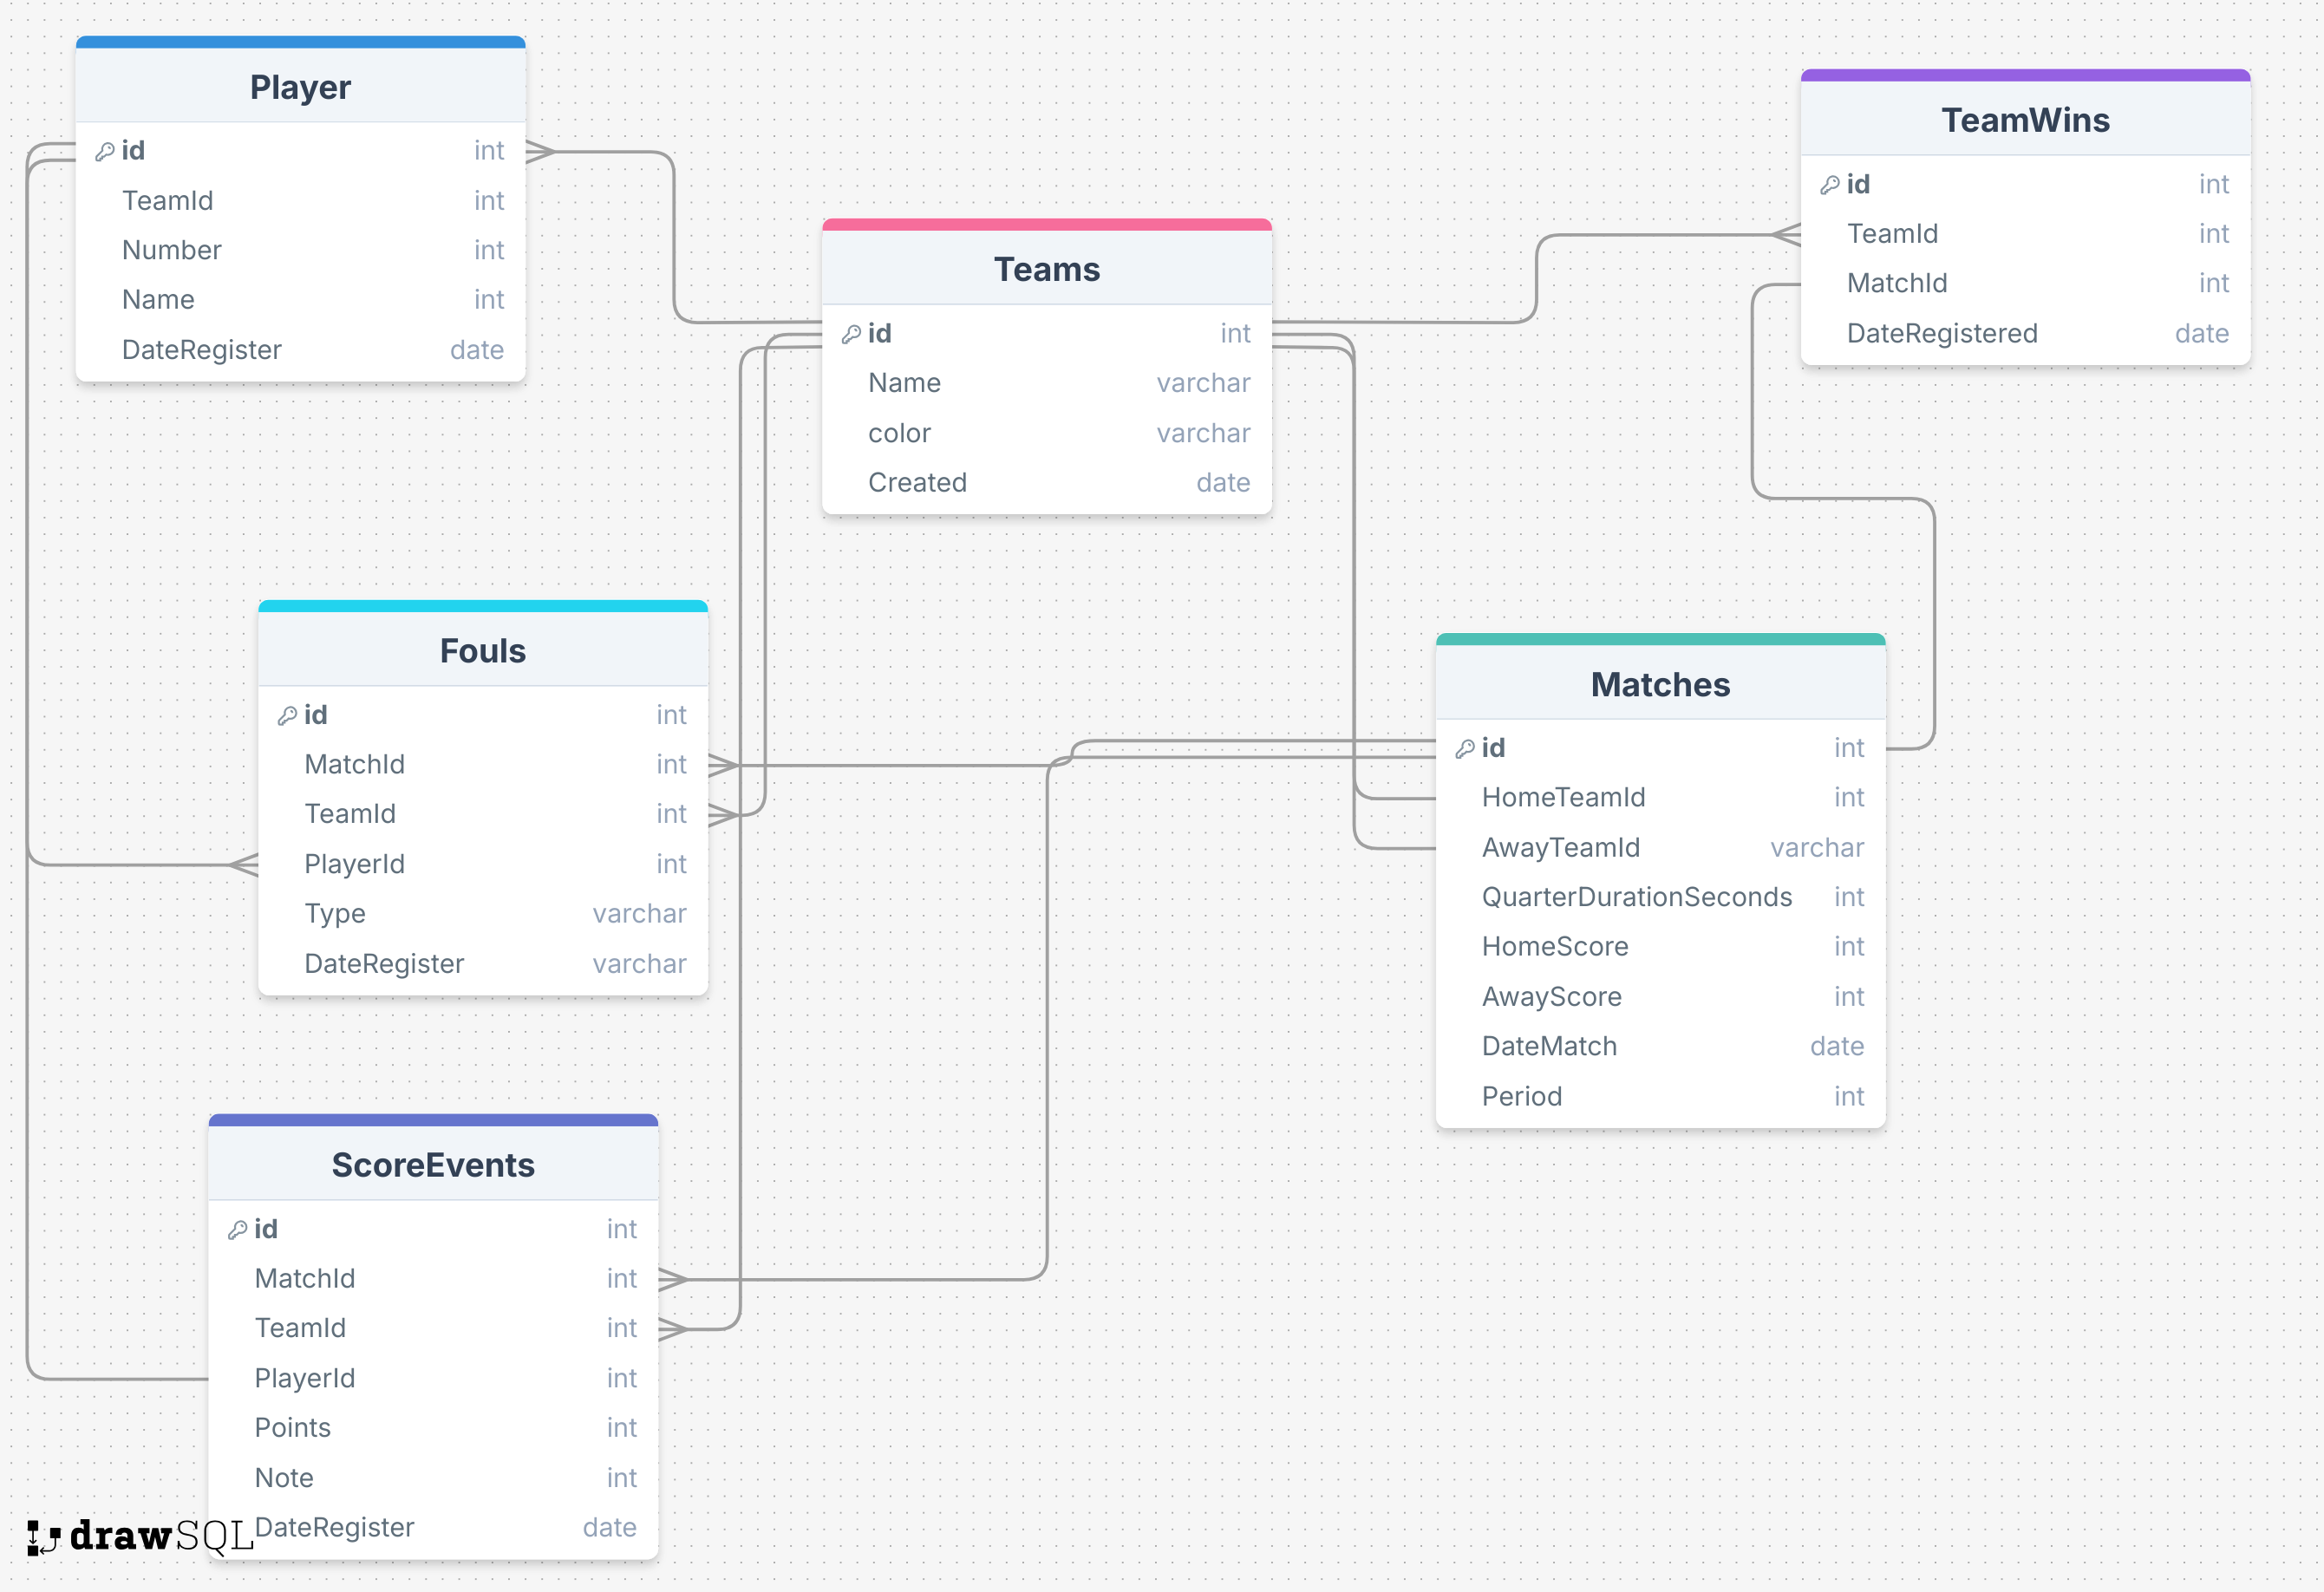 Player
id int
TeamId int
Number int
Name int
DateRegister date
Teams
id int
Name varchar
color varchar
Created date
TeamWins
id int
TeamId int
MatchId int
DateRegistered date
Fouls
id int
MatchId int
TeamId int
PlayerId int
Type varchar
DateRegister varchar
Matches
id int
HomeTeamId int
AwayTeamId varchar
QuarterDurationSeconds int
HomeScore int
AwayScore int
DateMatch date
Period int
ScoreEvents
id int
MatchId int
TeamId int
PlayerId int
Points int
Note int
DateRegister date
drawSQL